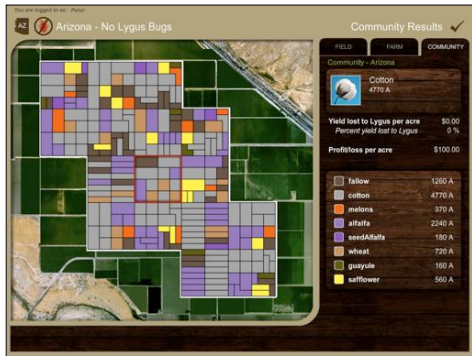 You are logged in as: Peter
AZ
Arizona - No Lygus Bugs
Community Results
FIELD
FARM
COMMUNITY
Community - Arizona
Cotton
4770 A
Yield lost to Lygus per acre $0.00
Percent yield lost to Lygus 0 %
Profit/loss per acre $100.00
fallow 1260 A
cotton 4770 A
melons 370 A
alfalfa 2240 A
seedAlfalfa 180 A
wheat 720 A
guayule 160 A
safflower 560 A